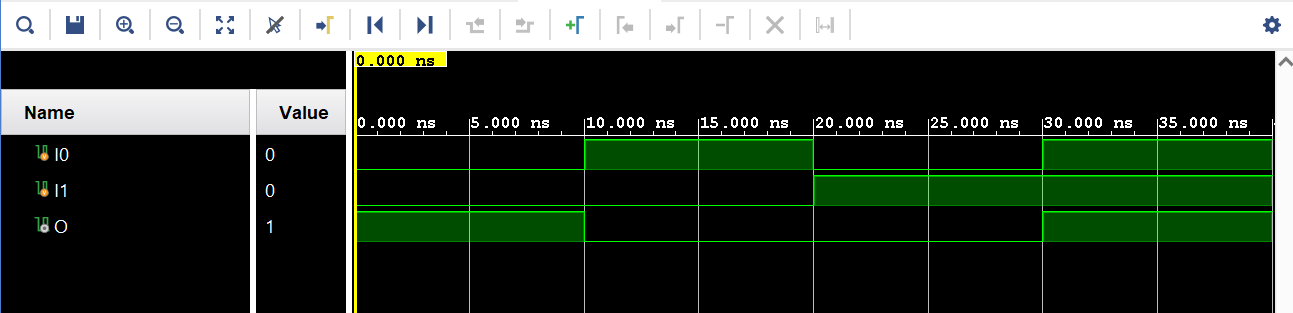 0.000 ns
Name Value
0.000 ns 5.000 ns 10.000 ns 15.000 ns 20.000 ns 25.000 ns 30.000 ns 35.000 ns
I0 0
I1 0
O 1